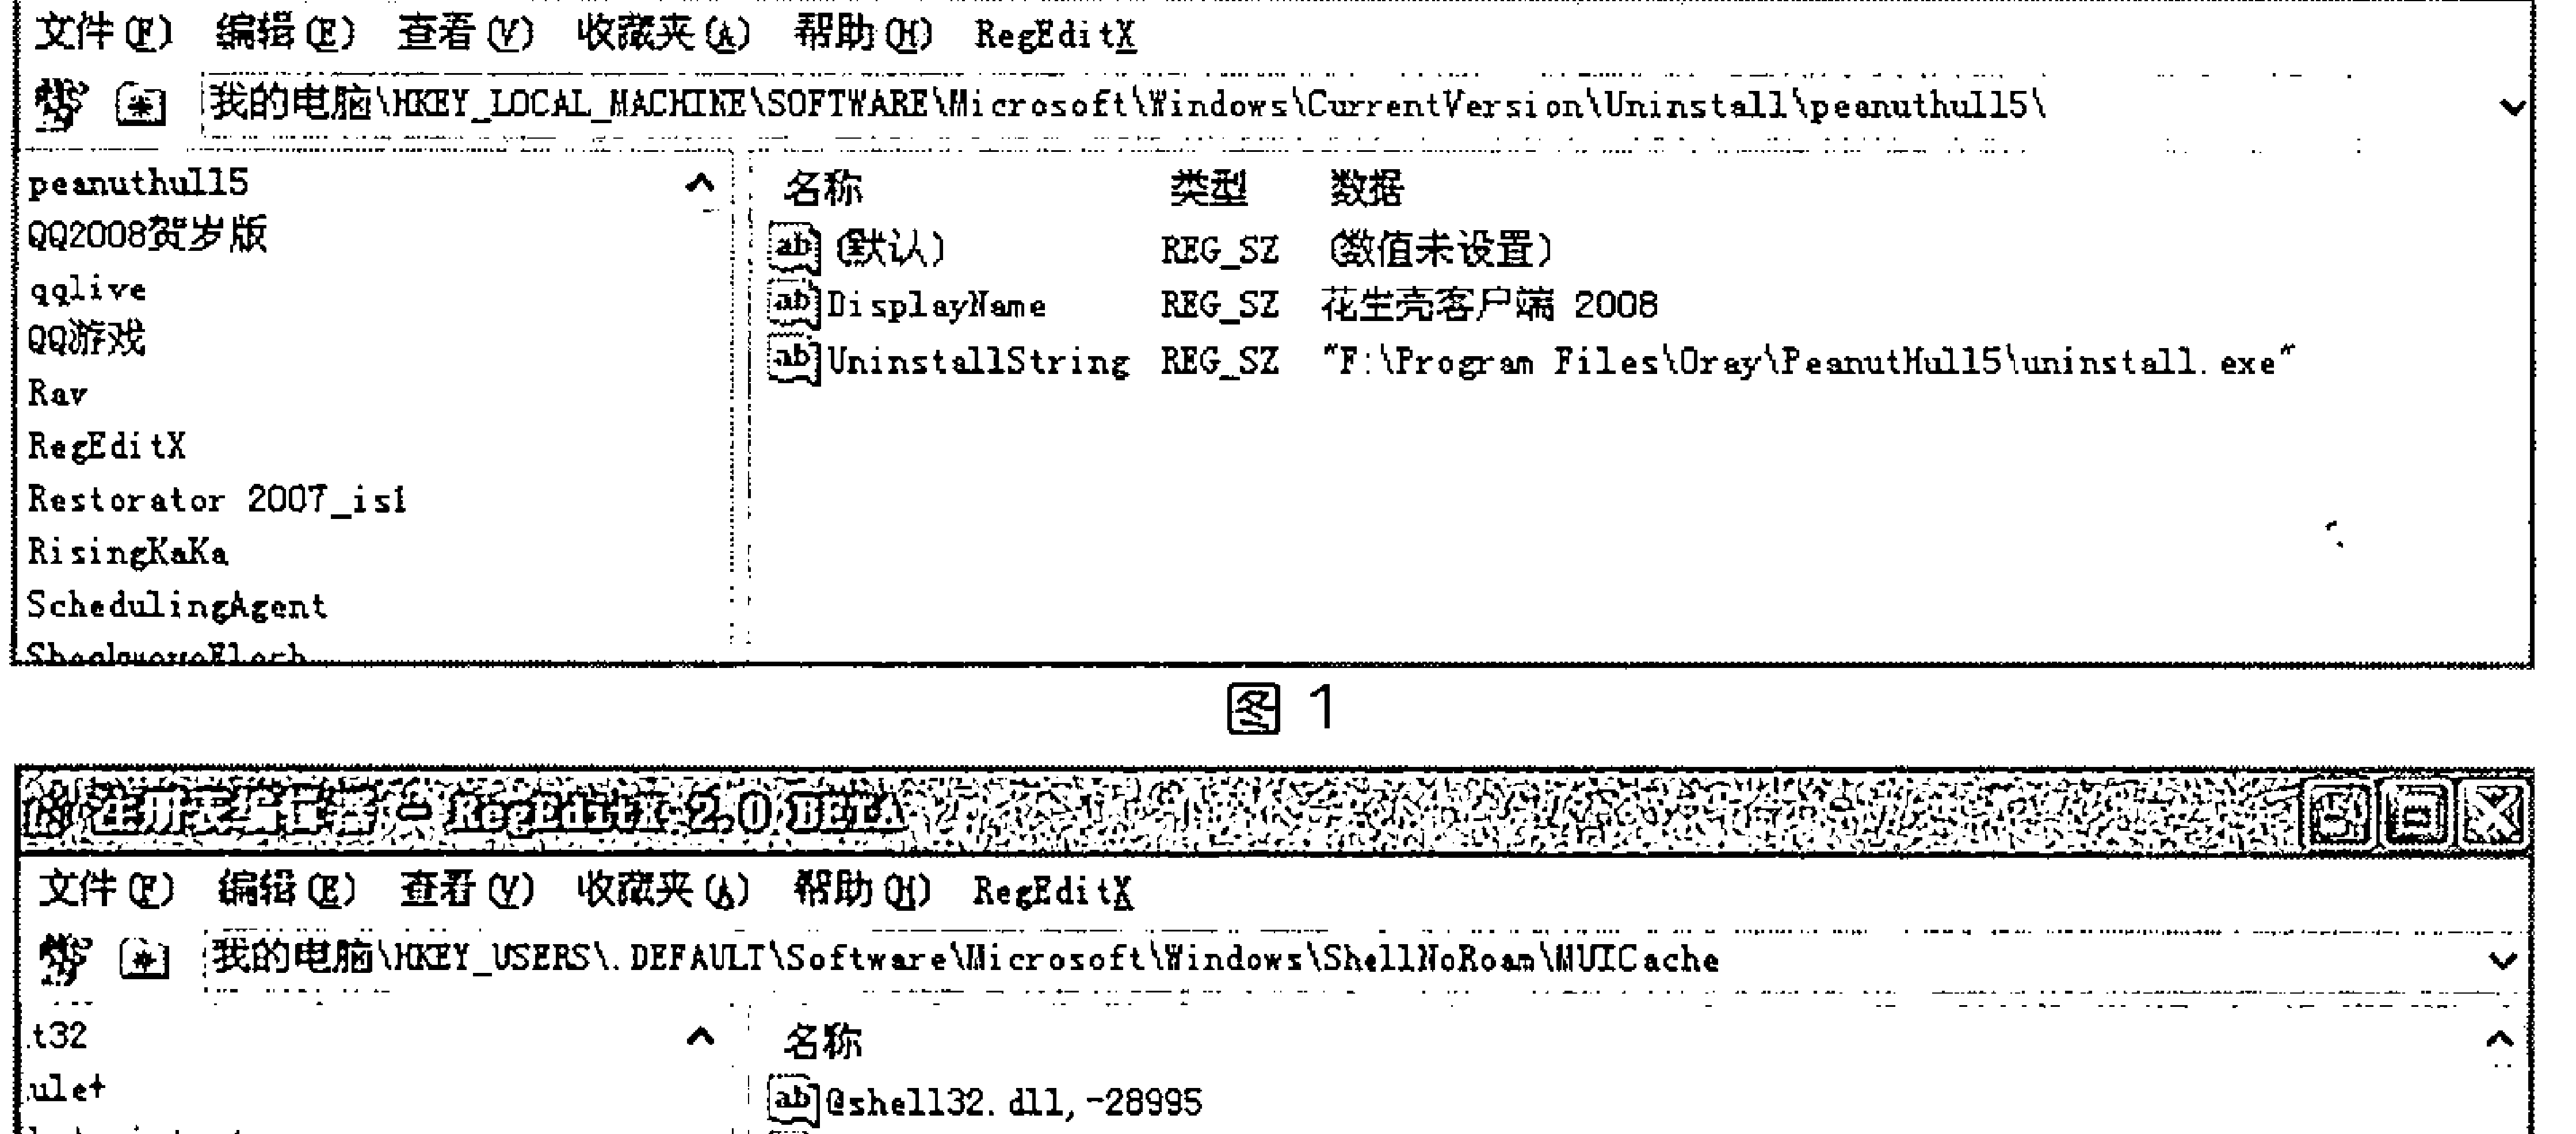 文件(F) 编辑(E) 查看(V) 收藏夹(A) 帮助(H) RegEditX
我的电脑\HKEY_LOCAL_MACHINE\SOFTWARE\Microsoft\Windows\CurrentVersion\Uninstall\peanuthull5\
peanuthull5
QQ2008贺岁版
qqlive
QQ游戏
Rav
RegEditX
Restorator 2007_is1
RisingKaKa
SchedulingAgent
名称 类型 数据
(默认) REG_SZ (数值未设置)
DisplayName REG_SZ 花生壳客户端 2008
UninstallString REG_SZ "F:\Program Files\Oray\PeanutHull5\uninstall.exe"
图 1
注册表编辑器 - RegEditX 2.0 BETA
文件(F) 编辑(E) 查看(V) 收藏夹(A) 帮助(H) RegEditX
我的电脑\HKEY_USERS\.DEFAULT\Software\Microsoft\Windows\ShellNoRoam\MUICache
t32
ule+
名称
@shell32.dll,-28995